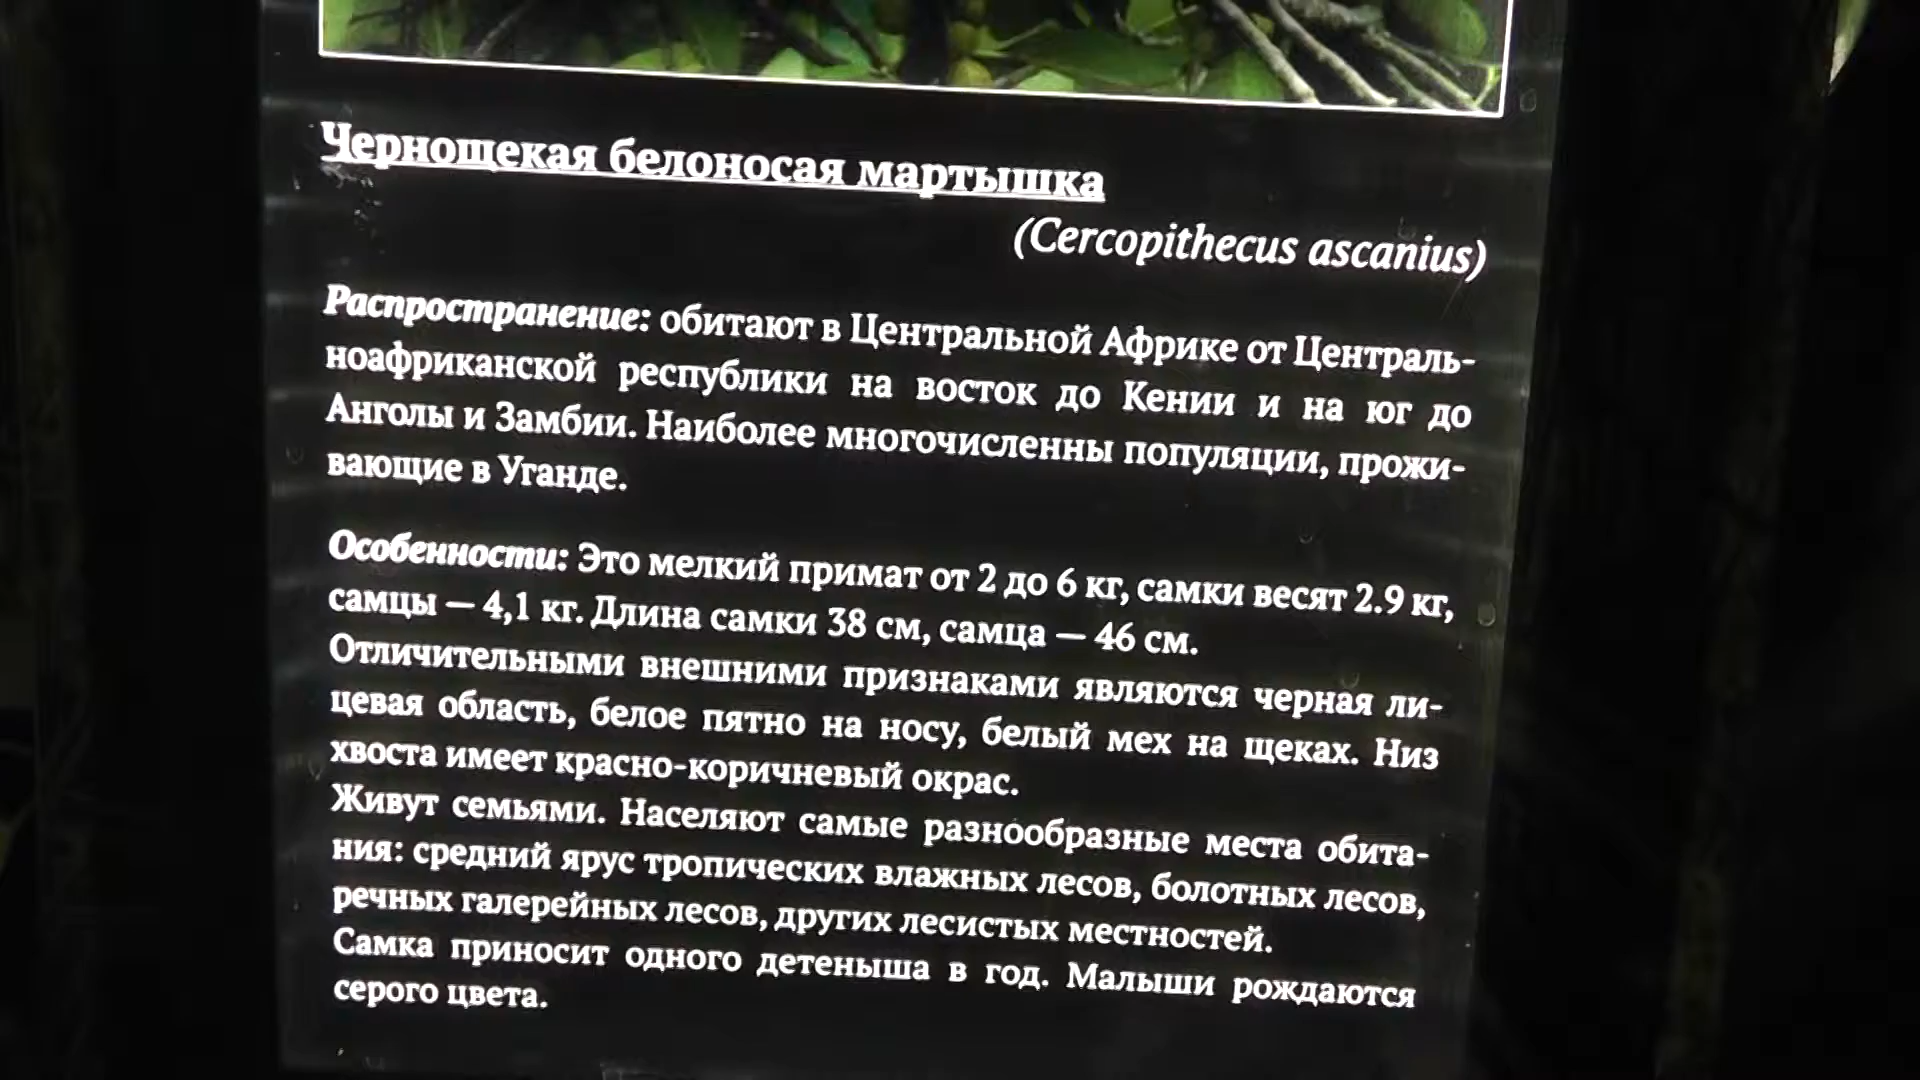 Чернощекая белоносая мартышка
(Cercopithecus ascanius)
Распространение: обитают в Центральной Африке от Централь-
ноафриканской республики на восток до Кении и на юг до
Анголы и Замбии. Наиболее многочисленны популяции, прожи-
вающие в Уганде.
Особенности: Это мелкий примат от 2 до 6 кг, самки весят 2.9 кг,
самцы — 4,1 кг. Длина самки 38 см, самца — 46 см.
Отличительными внешними признаками являются черная ли-
цевая область, белое пятно на носу, белый мех на щеках. Низ
хвоста имеет красно-коричневый окрас.
Живут семьями. Населяют самые разнообразные места обита-
ния: средний ярус тропических влажных лесов, болотных лесов,
речных галерейных лесов, других лесистых местностей.
Самка приносит одного детеныша в год. Малыши рождаются
серого цвета.